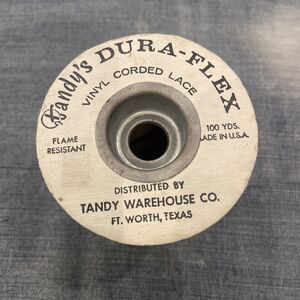 Tandy's DURA-FLEX
VINYL CORDED LACE
FLAME
RESISTANT
100 YDS.
MADE IN U.S.A.
DISTRIBUTED BY
TANDY WAREHOUSE CO.
FT. WORTH, TEXAS